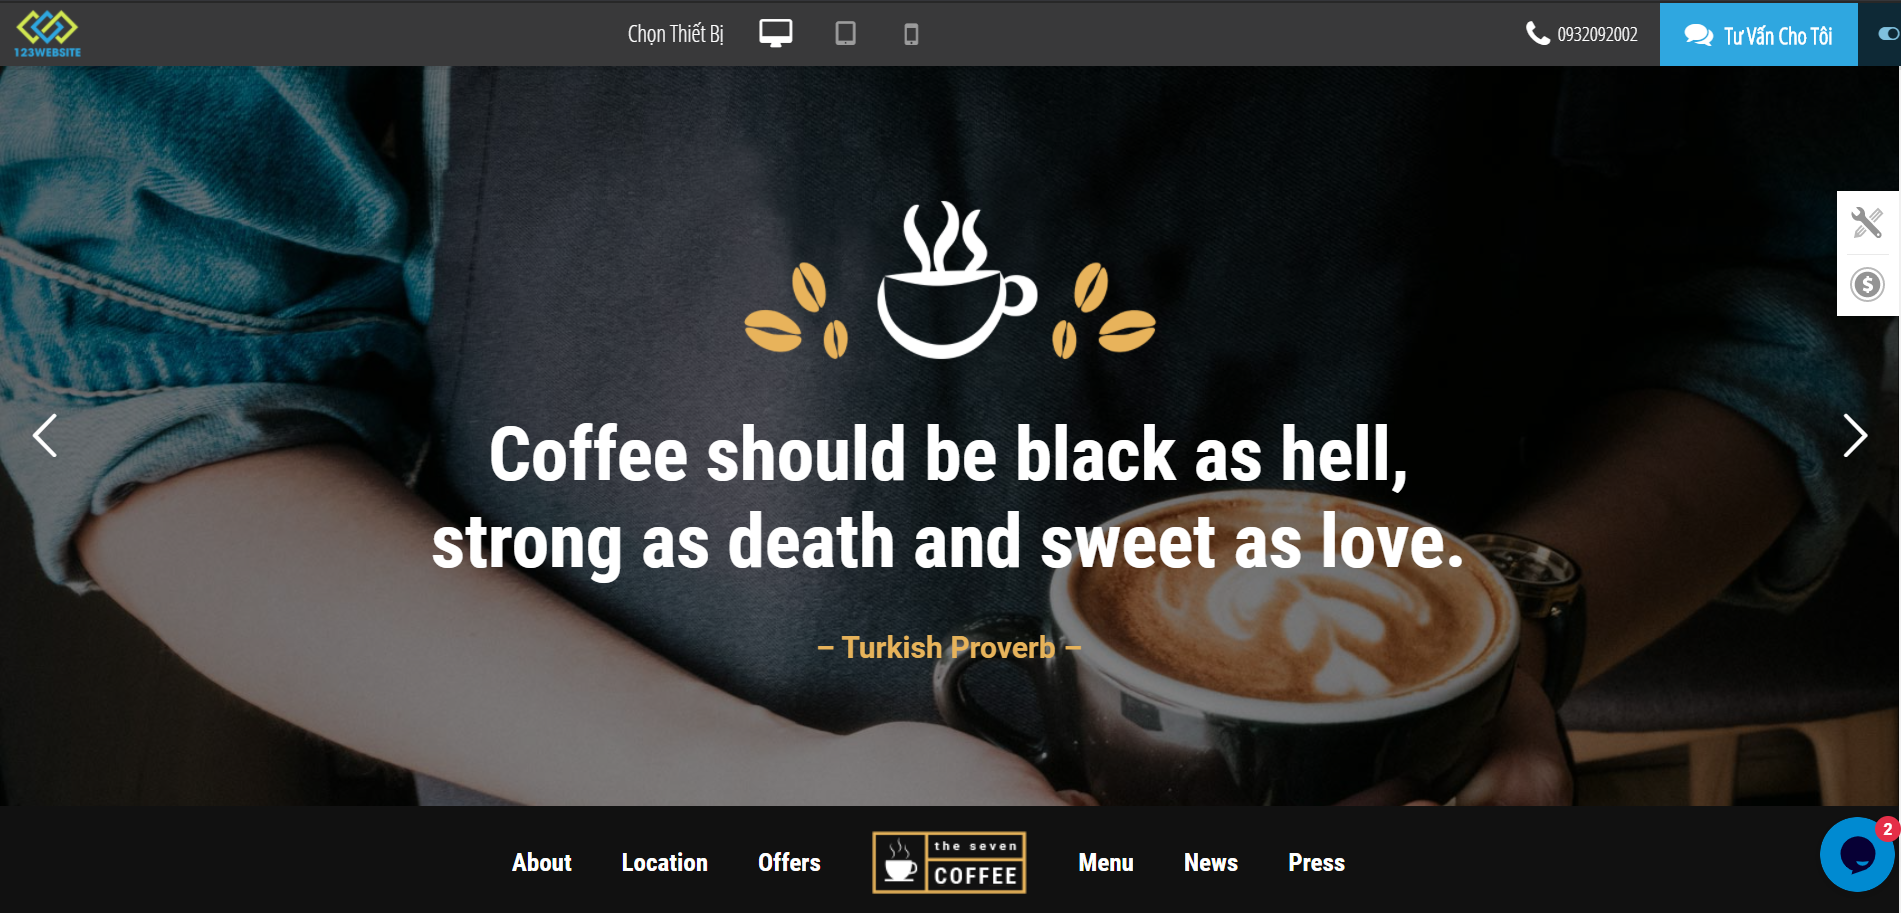 123WEBSITE
Chọn Thiết Bị
0932092002
Tư Vấn Cho Tôi
Coffee should be black as hell,
strong as death and sweet as love.
– Turkish Proverb –
About
Location
Offers
the seven
COFFEE
Menu
News
Press
2